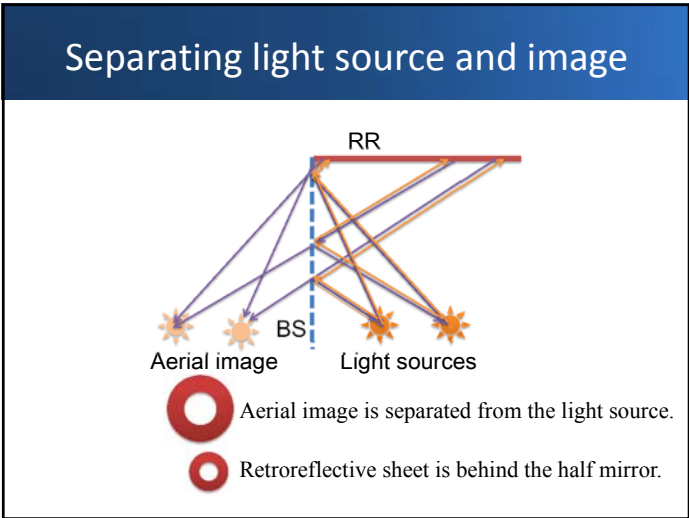 Separating light source and image
RR
BS
Aerial image
Light sources
Aerial image is separated from the light source.
Retroreflective sheet is behind the half mirror.